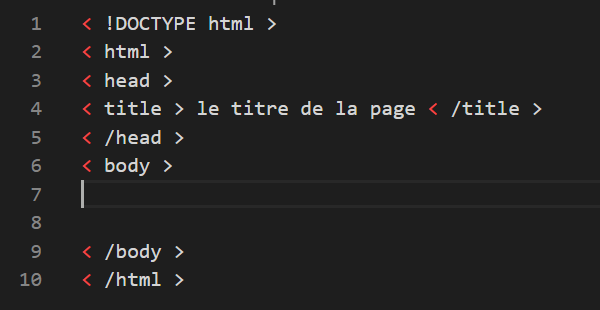 1 < !DOCTYPE html >
2 < html >
3 < head >
4 < title > le titre de la page < /title >
5 < /head >
6 < body >
7
8
9 < /body >
10 < /html >